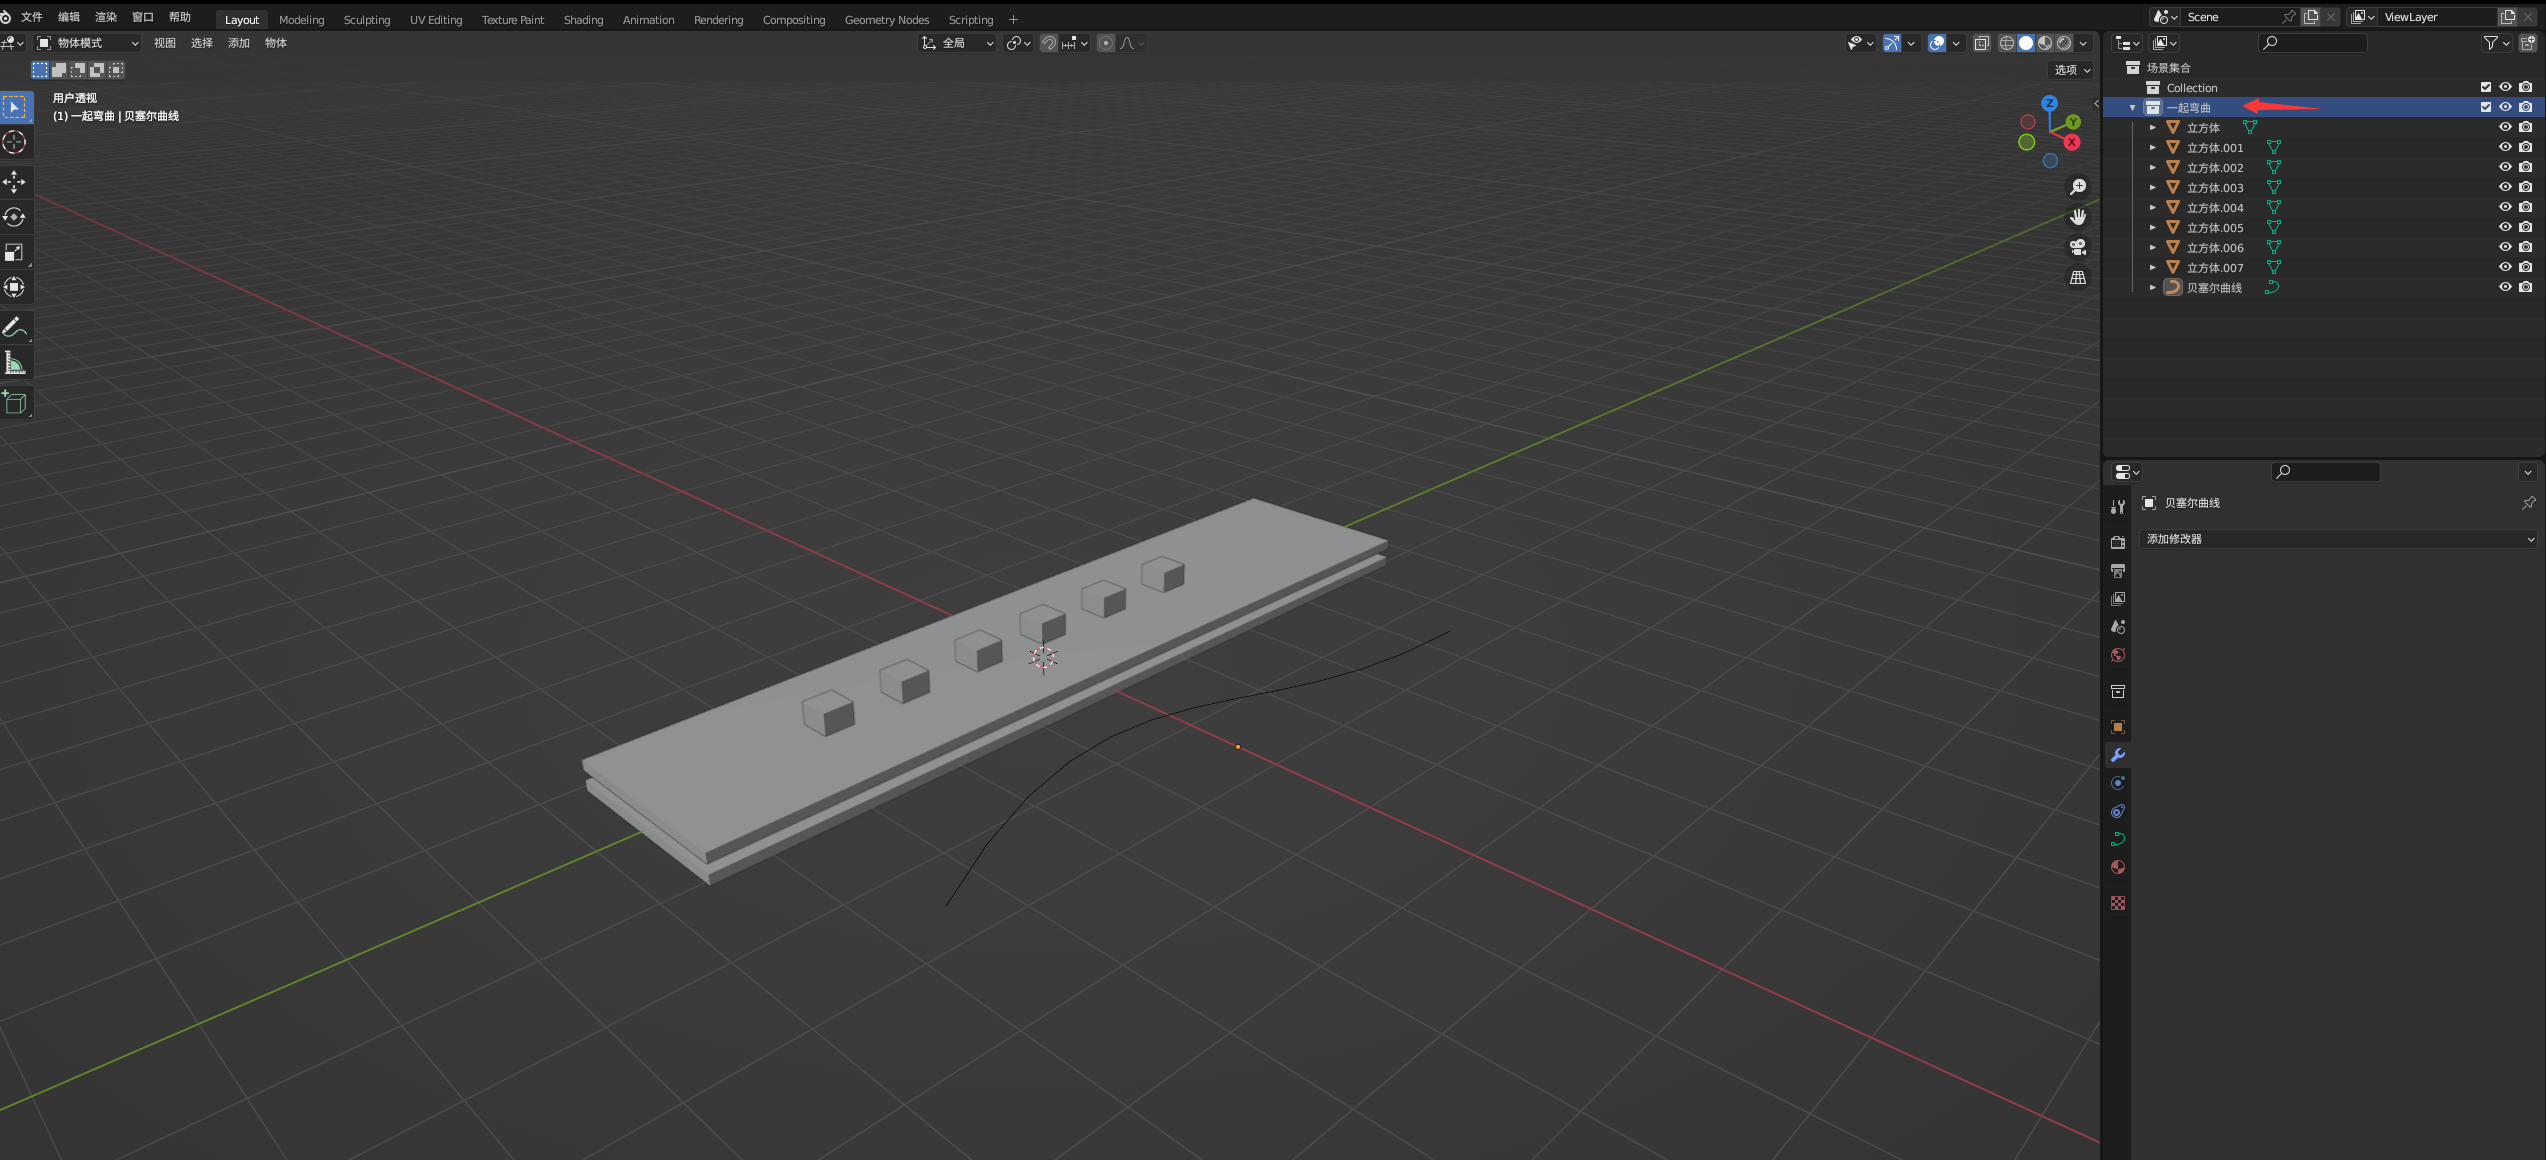 文件 编辑 渲染 窗口 帮助 Layout Modeling Sculpting UV Editing Texture Paint Shading Animation Rendering Compositing Geometry Nodes Scripting + Scene ViewLayer
物体模式 视图 选择 添加 物体 全局
选项
用户透视
(1) 一起弯曲 | 贝塞尔曲线
Z
Y
X
场景集合
Collection
一起弯曲
立方体
立方体.001
立方体.002
立方体.003
立方体.004
立方体.005
立方体.006
立方体.007
贝塞尔曲线
贝塞尔曲线
添加修改器